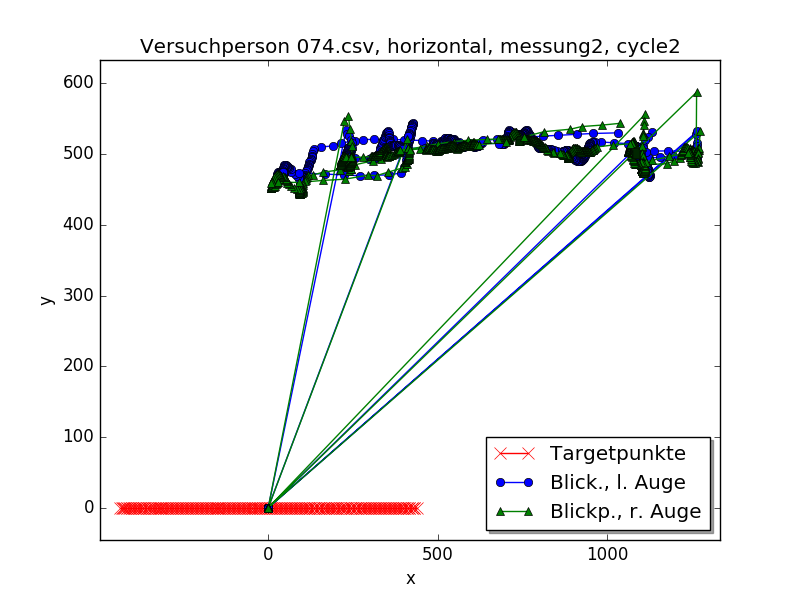 Versuchperson 074.csv, horizontal, messung2, cycle2
600
500
400
300
200
100
0
y
0 500 1000
x
Targetpunkte
Blick., l. Auge
Blickp., r. Auge